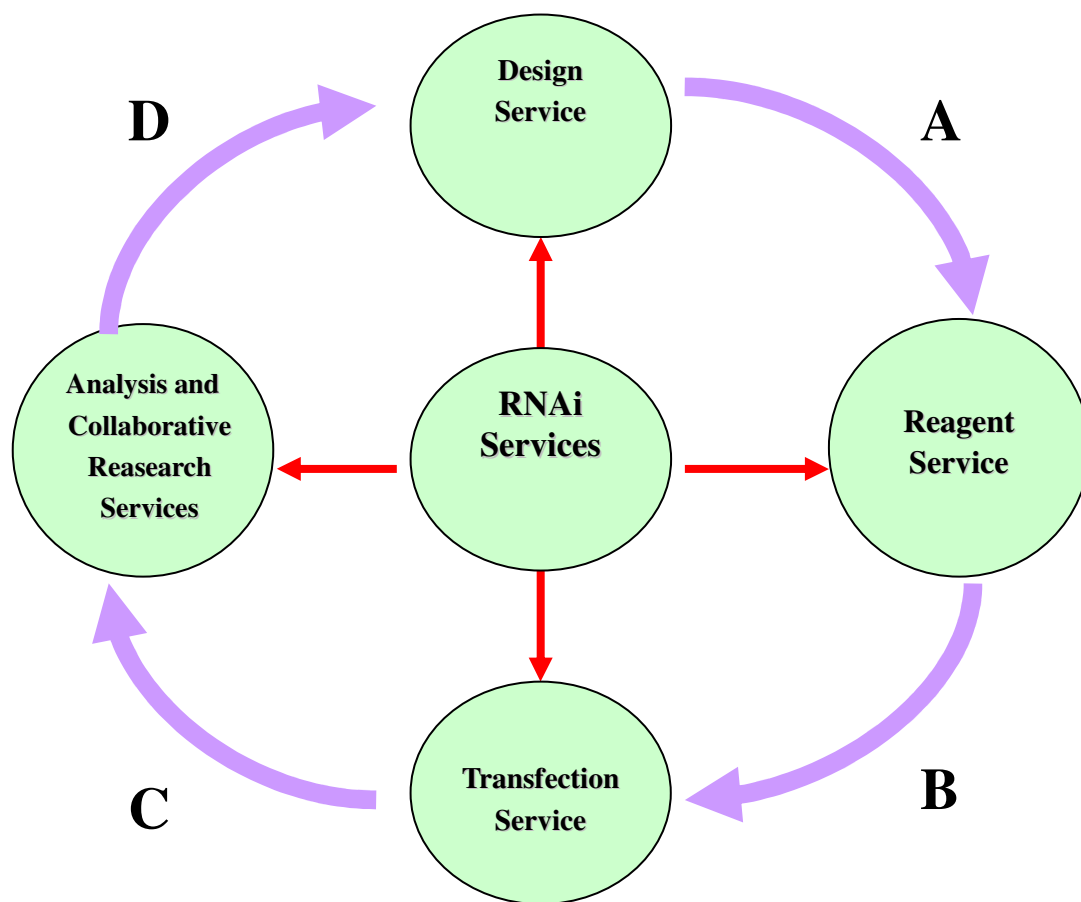 Design
Service
D
A
Analysis and
Collaborative
Reasearch
Services
RNAi
Services
Reagent
Service
Transfection
Service
C
B